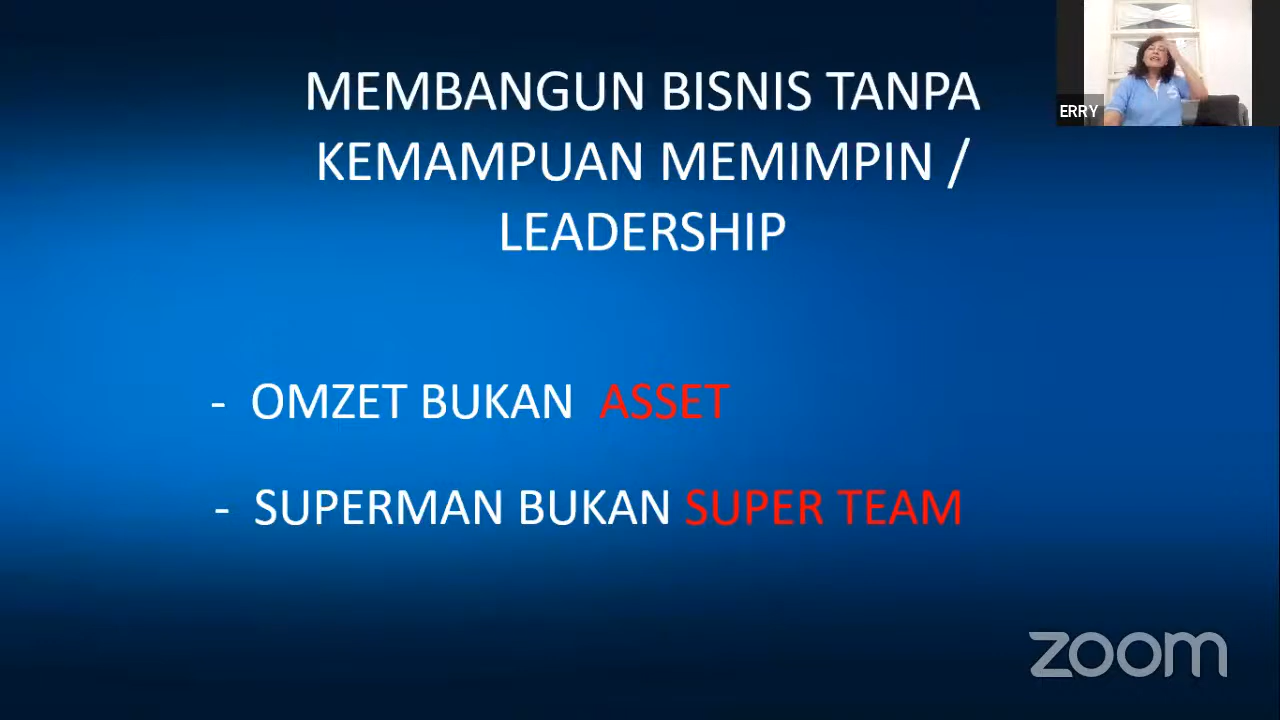 MEMBANGUN BISNIS TANPA
KEMAMPUAN MEMIMPIN /
LEADERSHIP
ERRY
- OMZET BUKAN ASSET
- SUPERMAN BUKAN SUPER TEAM
zoom